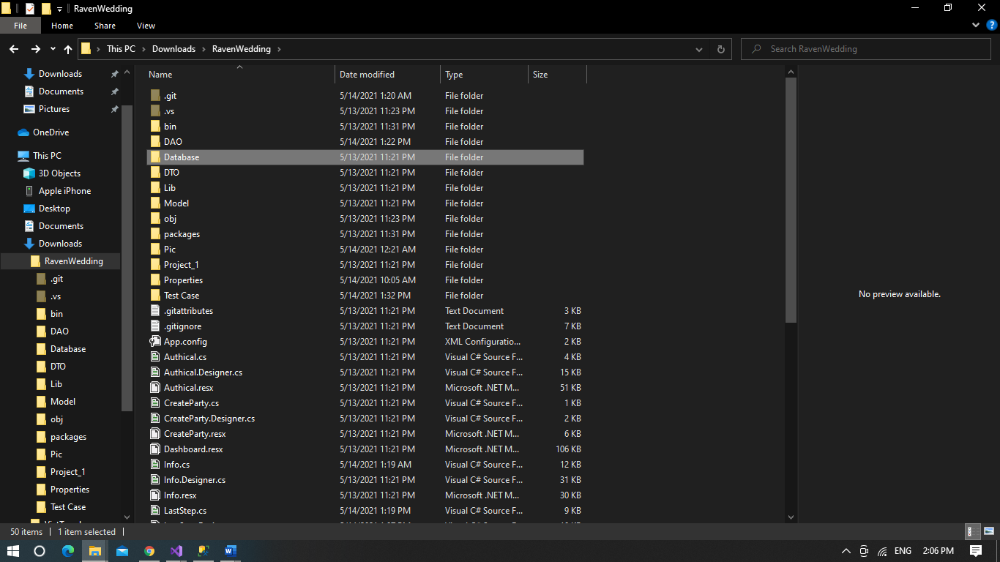 RavenWedding
File Home Share View
This PC Downloads RavenWedding Search RavenWedding
Downloads
Documents
Pictures
OneDrive
This PC
3D Objects
Apple iPhone
Desktop
Documents
Downloads
RavenWedding
.git
.vs
bin
DAO
Database
DTO
Lib
Model
obj
packages
Pic
Project_1
Properties
Test Case
Name Date modified Type Size
.git 5/14/2021 1:20 AM File folder
.vs 5/13/2021 11:23 PM File folder
bin 5/13/2021 11:31 PM File folder
DAO 5/14/2021 1:22 PM File folder
Database 5/13/2021 11:21 PM File folder
DTO 5/13/2021 11:21 PM File folder
Lib 5/13/2021 11:21 PM File folder
Model 5/13/2021 11:21 PM File folder
obj 5/13/2021 11:23 PM File folder
packages 5/13/2021 11:31 PM File folder
Pic 5/14/2021 12:21 AM File folder
Project_1 5/13/2021 11:21 PM File folder
Properties 5/14/2021 10:05 AM File folder
Test Case 5/14/2021 1:32 PM File folder
.gitattributes 5/13/2021 11:21 PM Text Document 3 KB
.gitignore 5/13/2021 11:21 PM Text Document 7 KB
App.config 5/13/2021 11:21 PM XML Configuratio... 2 KB
Authical.cs 5/13/2021 11:21 PM Visual C# Source F... 4 KB
Authical.Designer.cs 5/13/2021 11:21 PM Visual C# Source F... 15 KB
Authical.resx 5/13/2021 11:21 PM Microsoft .NET M... 51 KB
CreateParty.cs 5/13/2021 11:21 PM Visual C# Source F... 1 KB
CreateParty.Designer.cs 5/13/2021 11:21 PM Visual C# Source F... 2 KB
CreateParty.resx 5/13/2021 11:21 PM Microsoft .NET M... 6 KB
Dashboard.resx 5/13/2021 11:21 PM Microsoft .NET M... 106 KB
Info.cs 5/14/2021 1:19 AM Visual C# Source F... 12 KB
Info.Designer.cs 5/13/2021 11:21 PM Visual C# Source F... 31 KB
Info.resx 5/13/2021 11:21 PM Microsoft .NET M... 30 KB
LastStep.cs 5/14/2021 1:19 PM Visual C# Source F... 9 KB
No preview available.
50 items 1 item selected
ENG 2:06 PM